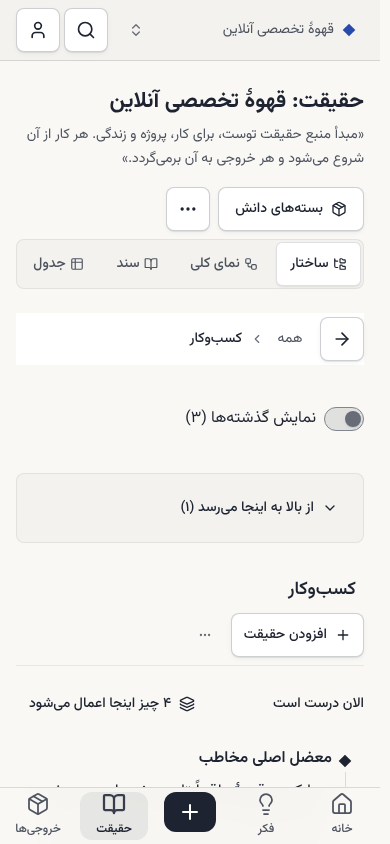 قهوهٔ تخصصی آنلاین
حقیقت: قهوهٔ تخصصی آنلاین
«مبدأ منبع حقیقت توست، برای کار، پروژه و زندگی. هر کار از آن
شروع می‌شود و هر خروجی به آن برمی‌گردد.»
بسته‌های دانش
ساختار
نمای کلی
سند
جدول
همه
کسب‌وکار
نمایش گذشته‌ها (۳)
از بالا به اینجا می‌رسد (۱)
کسب‌وکار
افزودن حقیقت
الان درست است
۴ چیز اینجا اعمال می‌شود
معضل اصلی مخاطب
خانه
فکر
حقیقت
خروجی‌ها